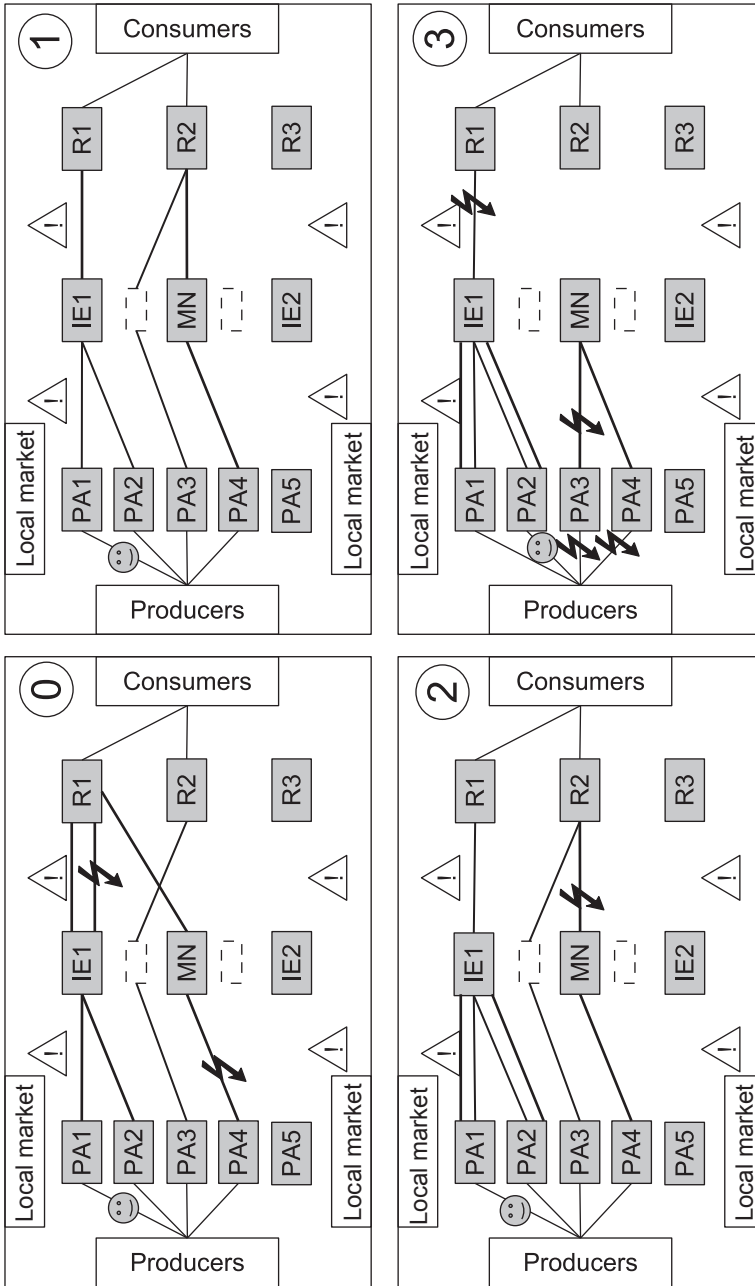 Local market
0
!
!
PA1
IE1
R1
PA2
Producers
PA3
MN
R2
Consumers
PA4
PA5
IE2
R3
!
!
Local market
Local market
1
!
!
PA1
IE1
R1
PA2
Producers
PA3
MN
R2
Consumers
PA4
PA5
IE2
R3
!
!
Local market
Local market
2
!
!
PA1
IE1
R1
PA2
Producers
PA3
MN
R2
Consumers
PA4
PA5
IE2
R3
!
!
Local market
Local market
3
!
!
PA1
IE1
R1
PA2
Producers
PA3
MN
R2
Consumers
PA4
PA5
IE2
R3
!
!
Local market